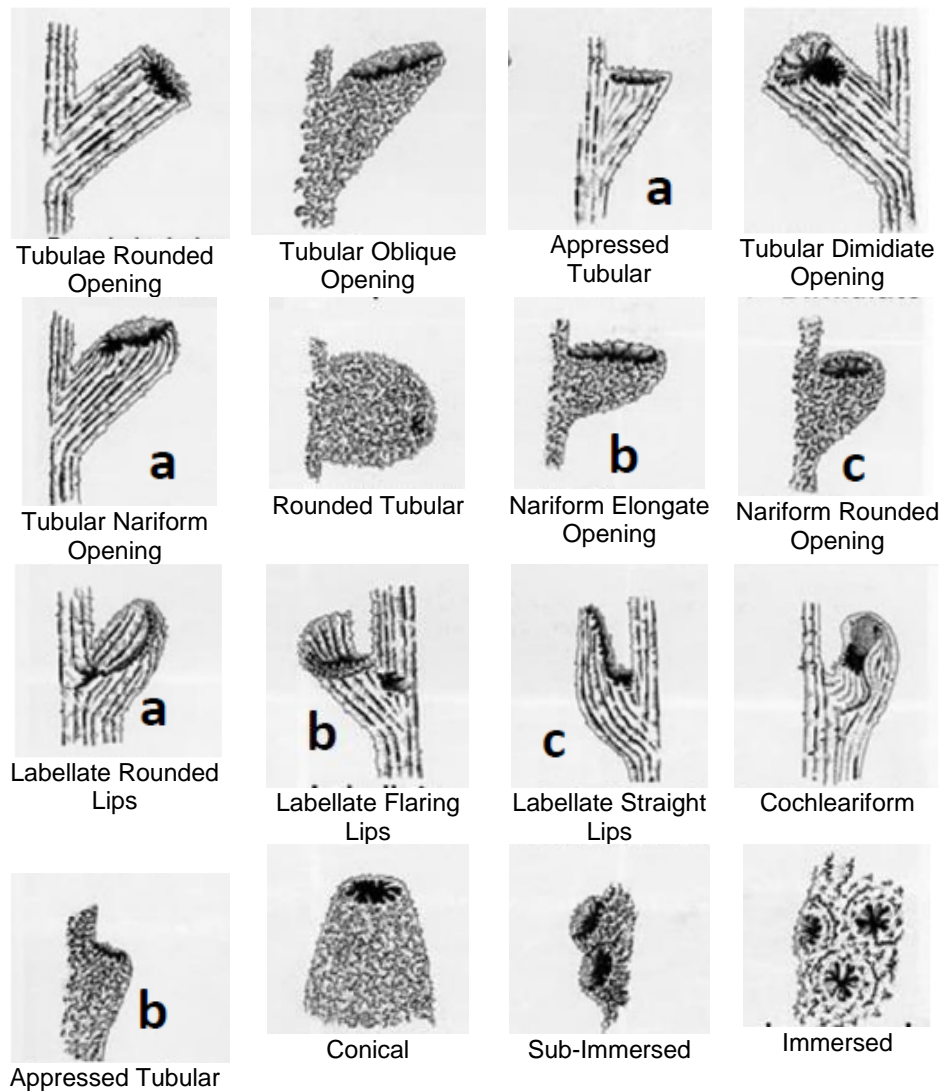 a
Tubulae Rounded
Opening
Tubular Oblique
Opening
Appressed
Tubular
Tubular Dimidiate
Opening
a
b
c
Tubular Nariform
Opening
Rounded Tubular
Nariform Elongate
Opening
Nariform Rounded
Opening
a
b
c
Labellate Rounded
Lips
Labellate Flaring
Lips
Labellate Straight
Lips
Cochleariform
b
Appressed Tubular
Conical
Sub-Immersed
Immersed